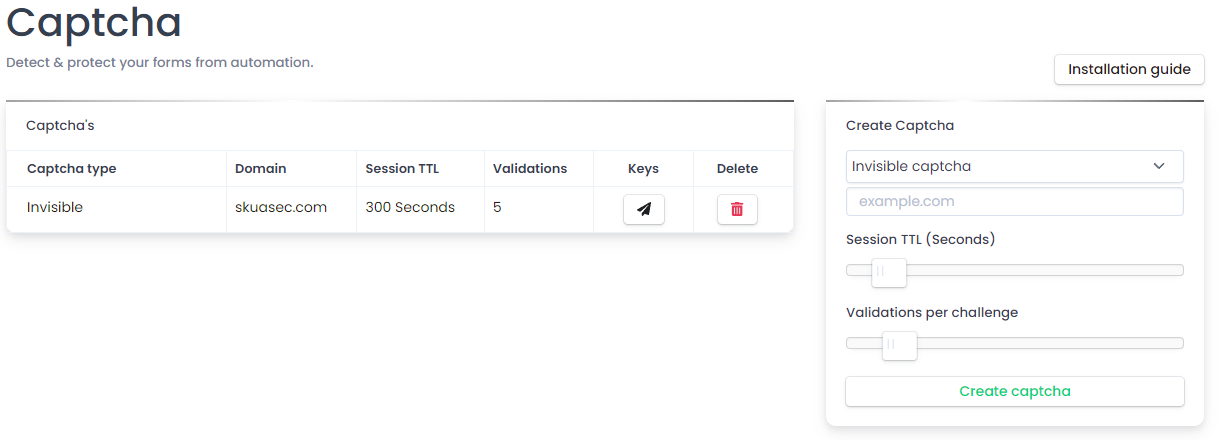 Captcha
Detect & protect your forms from automation.
Installation guide
Captcha's
Captcha type Domain Session TTL Validations Keys Delete
Invisible skuasec.com 300 Seconds 5
Create Captcha
Invisible captcha
example.com
Session TTL (Seconds)
Validations per challenge
Create captcha